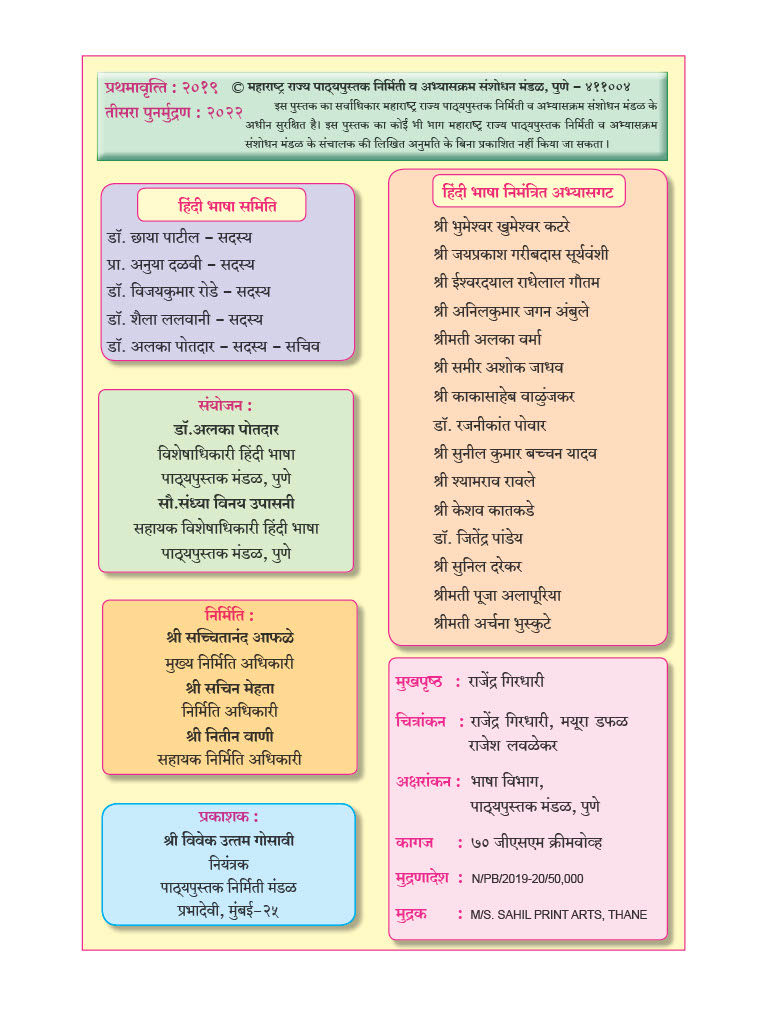 प्रथमावृत्ति : २०१९
तीसरा पुनर्मुद्रण : २०२२
© महाराष्ट्र राज्य पाठ्यपुस्तक निर्मिती व अभ्यासक्रम संशोधन मंडळ, पुणे – ४११००४
इस पुस्तक का सर्वाधिकार महाराष्ट्र राज्य पाठ्यपुस्तक निर्मिती व अभ्यासक्रम संशोधन मंडळ के
अधीन सुरक्षित है। इस पुस्तक का कोई भी भाग महाराष्ट्र राज्य पाठ्यपुस्तक निर्मिती व अभ्यासक्रम
संशोधन मंडळ के संचालक की लिखित अनुमति के बिना प्रकाशित नहीं किया जा सकता ।
हिंदी भाषा समिति
डॉ. छाया पाटील – सदस्य
प्रा. अनुया दळवी – सदस्य
डॉ. विजयकुमार रोडे – सदस्य
डॉ. शैला ललवानी – सदस्य
डॉ. अलका पोतदार – सदस्य – सचिव
संयोजन :
डॉ.अलका पोतदार
विशेषाधिकारी हिंदी भाषा
पाठ्यपुस्तक मंडळ, पुणे
सौ.संध्या विनय उपासनी
सहायक विशेषाधिकारी हिंदी भाषा
पाठ्यपुस्तक मंडळ, पुणे
निर्मिति :
श्री सच्चितानंद आफळे
मुख्य निर्मिति अधिकारी
श्री सचिन मेहता
निर्मिति अधिकारी
श्री नितीन वाणी
सहायक निर्मिति अधिकारी
प्रकाशक :
श्री विवेक उत्तम गोसावी
नियंत्रक
पाठ्यपुस्तक निर्मिती मंडळ
प्रभादेवी, मुंबई–२५
हिंदी भाषा निमंत्रित अभ्यासगट
श्री भुमेश्वर खुमेश्वर कटरे
श्री जयप्रकाश गरीबदास सूर्यवंशी
श्री ईश्वरदयाल राधेलाल गौतम
श्री अनिलकुमार जगन अंबुले
श्रीमती अलका वर्मा
श्री समीर अशोक जाधव
श्री काकासाहेब वाळुंजकर
डॉ. रजनीकांत पोवार
श्री सुनील कुमार बच्चन यादव
श्री श्यामराव रावले
श्री केशव कातकडे
डॉ. जितेंद्र पांडेय
श्री सुनिल दरेकर
श्रीमती पूजा अलापूरिया
श्रीमती अर्चना भुस्कुटे
मुखपृष्ठ : राजेंद्र गिरधारी
चित्रांकन : राजेंद्र गिरधारी, मयूरा डफळ
राजेश लवळेकर
अक्षरांकन : भाषा विभाग,
पाठ्यपुस्तक मंडळ, पुणे
कागज : ७० जीएसएम क्रीमवोव्ह
मुद्रणादेश : N/PB/2019-20/50,000
मुद्रक : M/S. SAHIL PRINT ARTS, THANE